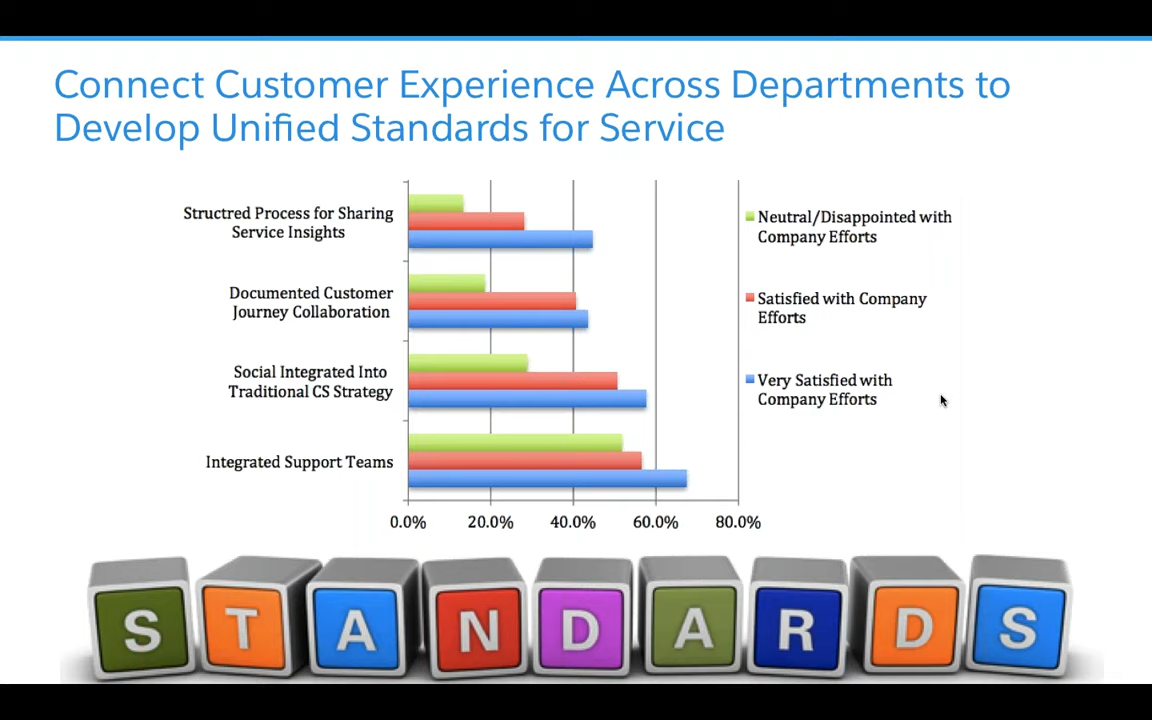 Connect Customer Experience Across Departments to
Develop Unified Standards for Service
Structred Process for Sharing
Service Insights
Documented Customer
Journey Collaboration
Social Integrated Into
Traditional CS Strategy
Integrated Support Teams
0.0% 20.0% 40.0% 60.0% 80.0%
Neutral/Disappointed with
Company Efforts
Satisfied with Company
Efforts
Very Satisfied with
Company Efforts
STANDARDS